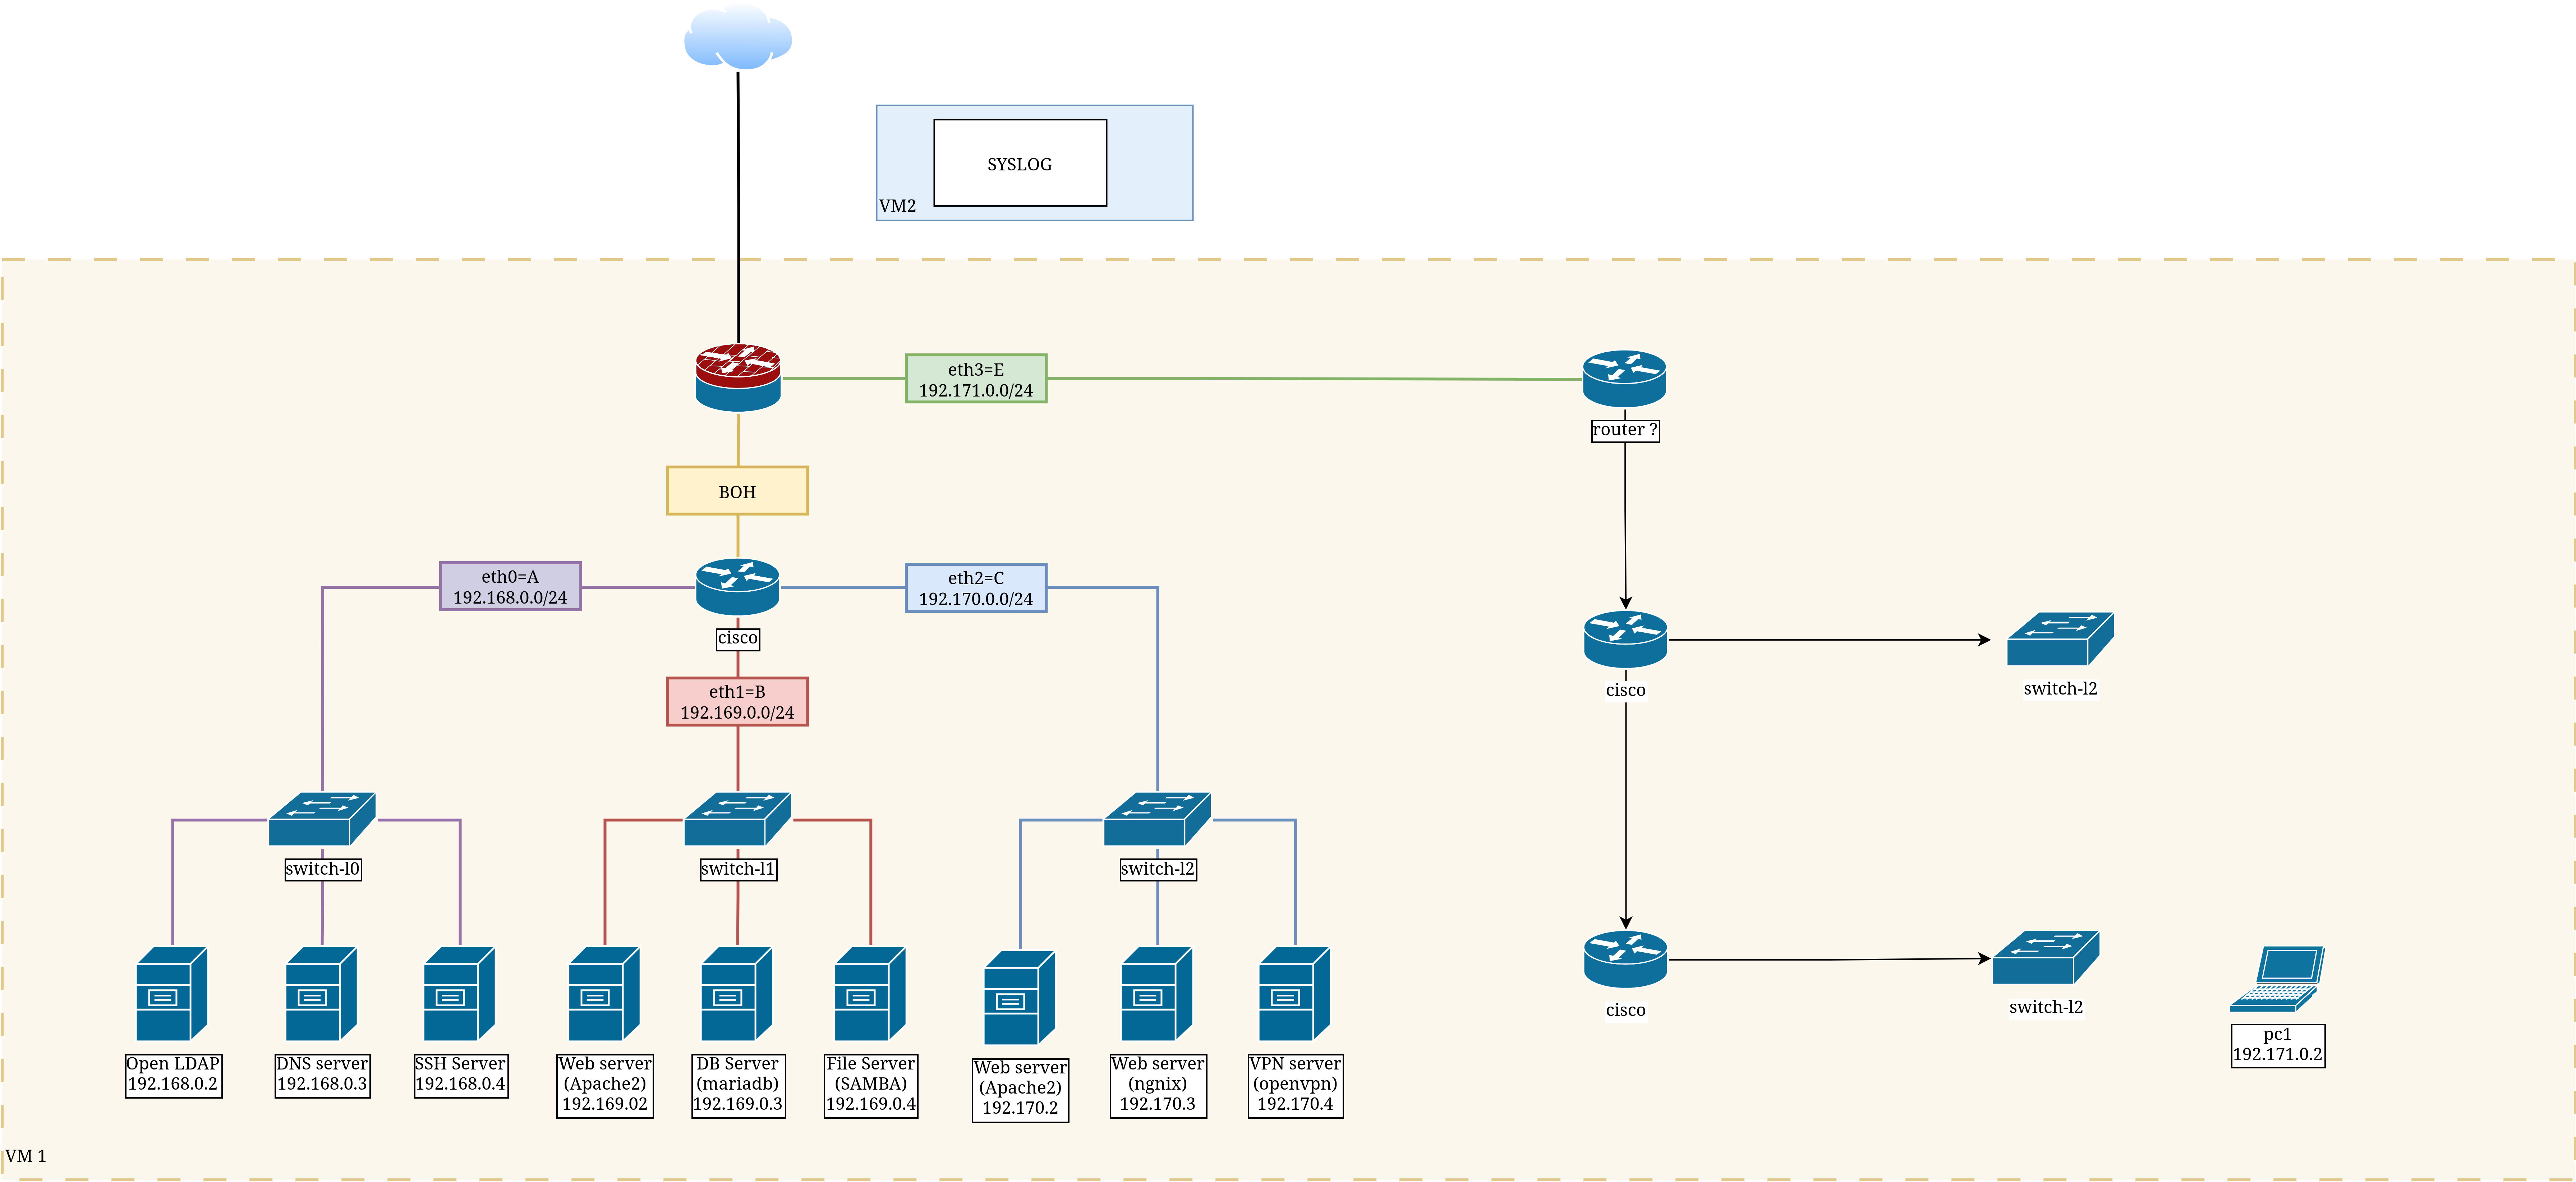 SYSLOG
VM2
eth3=E
192.171.0.0/24
router ?
BOH
eth0=A
192.168.0.0/24
eth2=C
192.170.0.0/24
cisco
eth1=B
192.169.0.0/24
cisco
switch-l2
switch-l0
switch-l1
switch-l2
cisco
switch-l2
pc1
192.171.0.2
Open LDAP
192.168.0.2
DNS server
192.168.0.3
SSH Server
192.168.0.4
Web server
(Apache2)
192.169.02
DB Server
(mariadb)
192.169.0.3
File Server
(SAMBA)
192.169.0.4
Web server
(Apache2)
192.170.2
Web server
(ngnix)
192.170.3
VPN server
(openvpn)
192.170.4
VM 1